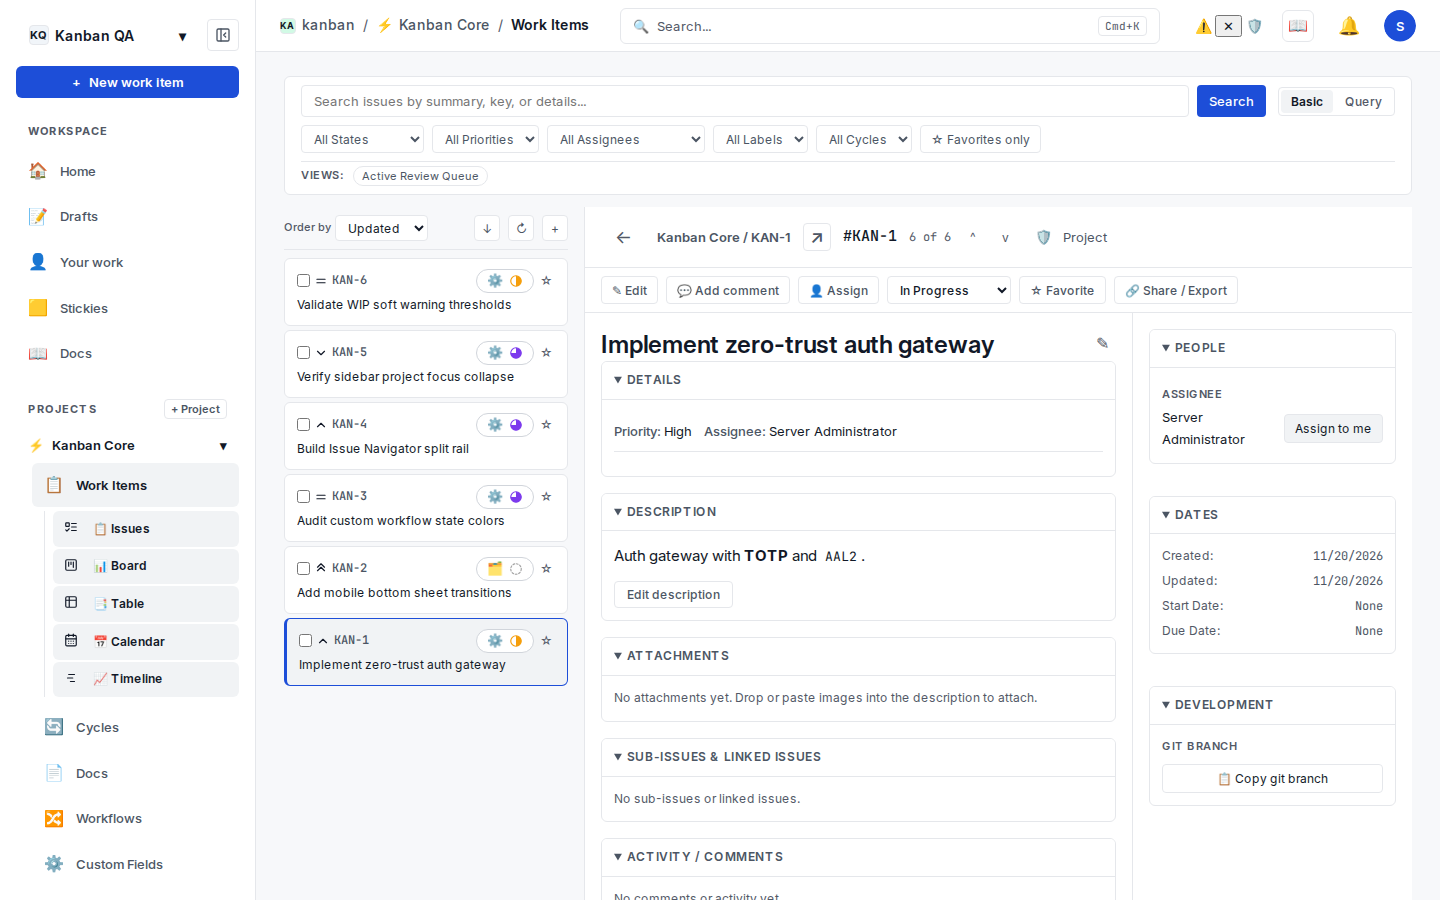 KQ Kanban QA ▾
+ New work item
WORKSPACE
Home
Drafts
Your work
Stickies
Docs
PROJECTS
+ Project
Kanban Core ▾
Work Items
Issues
Board
Table
Calendar
Timeline
Cycles
Docs
Workflows
Custom Fields
KA kanban / Kanban Core / Work Items
Search... Cmd+K
✕
S
Search issues by summary, key, or details...
Search
Basic Query
All States All Priorities All Assignees All Labels All Cycles ☆ Favorites only
VIEWS: Active Review Queue
Order by Updated ↓ ↻ +
KAN-6
Validate WIP soft warning thresholds
KAN-5
Verify sidebar project focus collapse
KAN-4
Build Issue Navigator split rail
KAN-3
Audit custom workflow state colors
KAN-2
Add mobile bottom sheet transitions
KAN-1
Implement zero-trust auth gateway
← Kanban Core / KAN-1 #KAN-1 6 of 6 ^ v Project
✎ Edit Add comment Assign In Progress ☆ Favorite Share / Export
Implement zero-trust auth gateway ✎
▼ DETAILS
Priority: High Assignee: Server Administrator
▼ DESCRIPTION
Auth gateway with TOTP and AAL2.
Edit description
▼ ATTACHMENTS
No attachments yet. Drop or paste images into the description to attach.
▼ SUB-ISSUES & LINKED ISSUES
No sub-issues or linked issues.
▼ ACTIVITY / COMMENTS
No comments or activity yet
▼ PEOPLE
ASSIGNEE
Server Administrator
Assign to me
▼ DATES
Created: 11/20/2026
Updated: 11/20/2026
Start Date: None
Due Date: None
▼ DEVELOPMENT
GIT BRANCH
Copy git branch